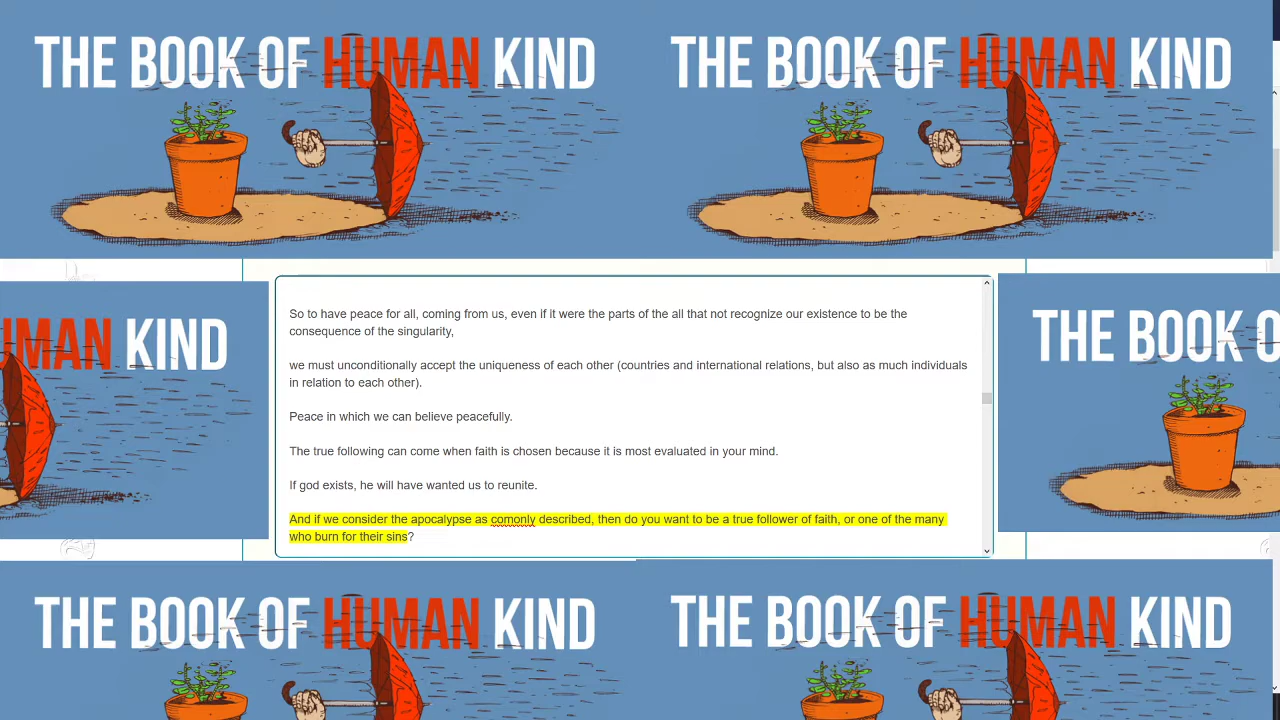 THE BOOK OF HUMAN KIND
THE BOOK OF HUMAN KIND
UMAN KIND
THE BOOK O
So to have peace for all, coming from us, even if it were the parts of the all that not recognize our existence to be the
consequence of the singularity,
we must unconditionally accept the uniqueness of each other (countries and international relations, but also as much individuals
in relation to each other).
Peace in which we can believe peacefully.
The true following can come when faith is chosen because it is most evaluated in your mind.
If god exists, he will have wanted us to reunite.
And if we consider the apocalypse as comonly described, then do you want to be a true follower of faith, or one of the many
who burn for their sins?
THE BOOK OF HUMAN KIND
THE BOOK OF HUMAN KIND